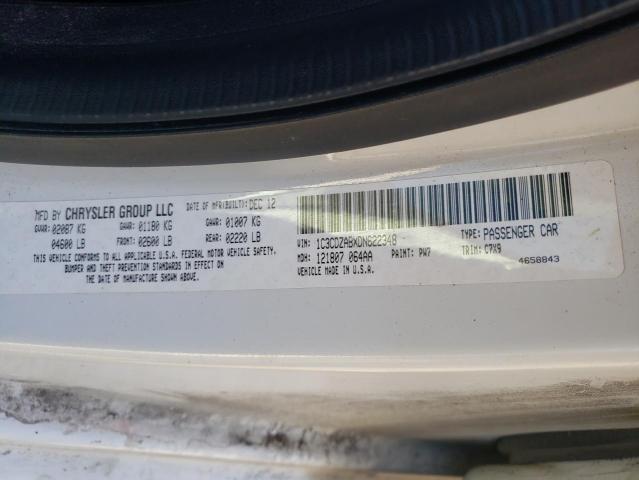 MFD BY CHRYSLER GROUP LLC DATE OF MFR(BUILT): DEC 12
GVWR: 02087 KG GAWR: 01180 KG GAWR: 01007 KG
04600 LB FRONT: 02600 LB REAR: 02220 LB
THIS VEHICLE CONFORMS TO ALL APPLICABLE U.S.A. FEDERAL MOTOR VEHICLE SAFETY,
BUMPER AND THEFT PREVENTION STANDARDS IN EFFECT ON
THE DATE OF MANUFACTURE SHOWN ABOVE.
VIN: 1C3CDZABXDN622348 TYPE: PASSENGER CAR
MDH: 121807 064AA PAINT: PW7 TRIM: C7X9
MADE IN U.S.A. 4658843